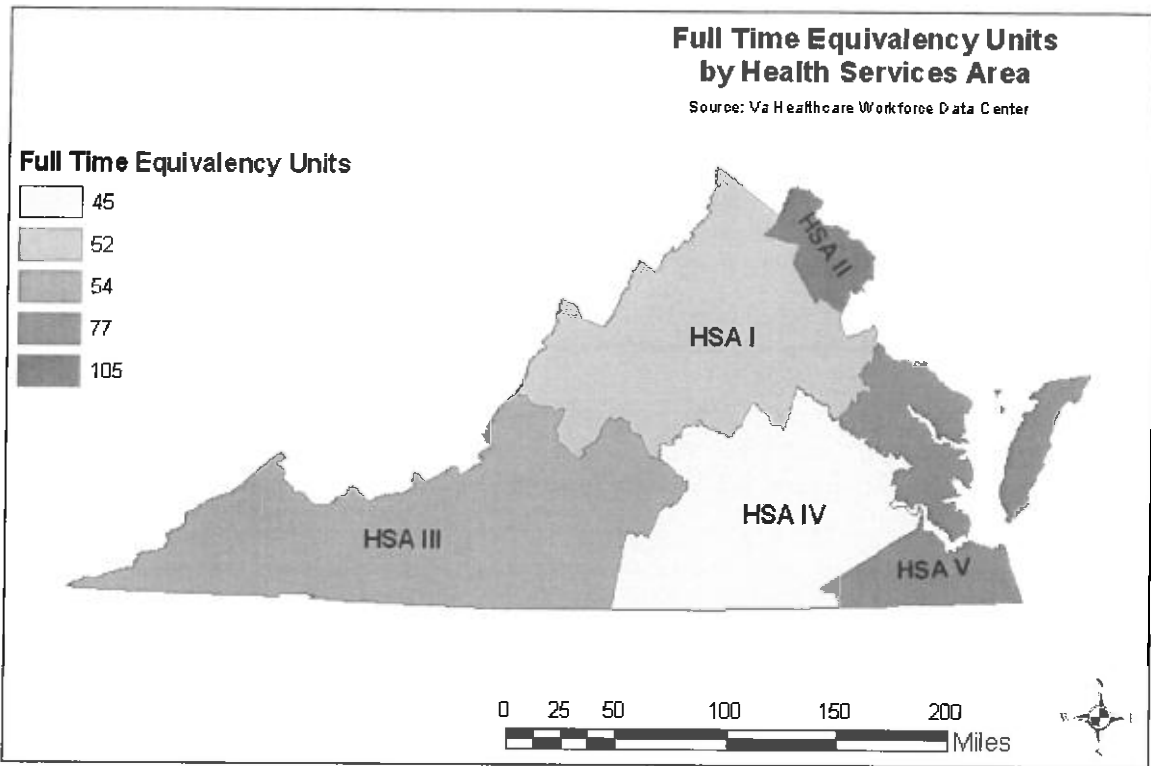 Full Time Equivalency Units
by Health Services Area
Source: Va Healthcare Workforce Data Center
Full Time Equivalency Units
45
52
54
77
105
HSA II
HSA I
HSA IV
HSA III
HSA V
0 25 50 100 150 200
Miles
W